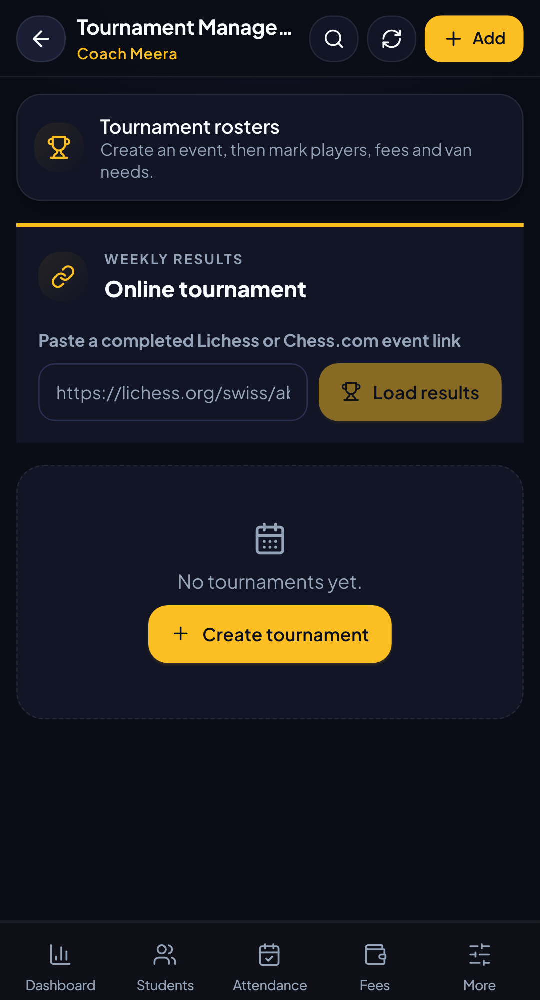 Tournament Manage...
Coach Meera
Add
Tournament rosters
Create an event, then mark players, fees and van
needs.
WEEKLY RESULTS
Online tournament
Paste a completed Lichess or Chess.com event link
https://lichess.org/swiss/ab
Load results
No tournaments yet.
Create tournament
Dashboard
Students
Attendance
Fees
More